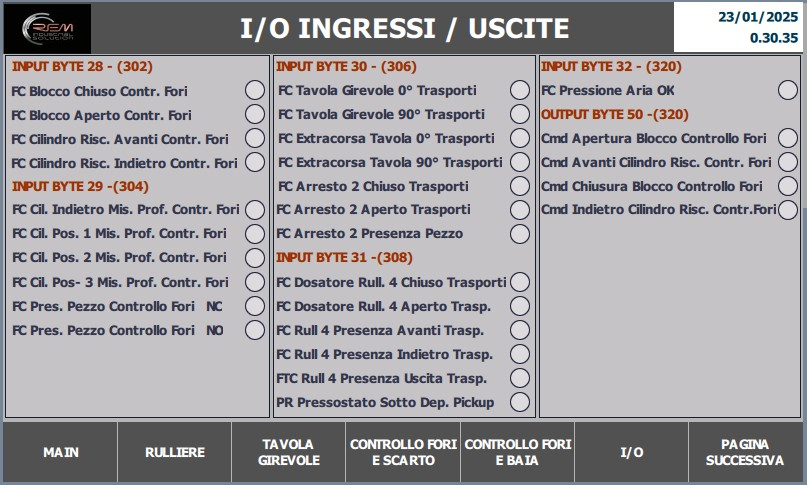 REM
INDUSTRIAL
SOLUTION
I/O INGRESSI / USCITE
23/01/2025
0.30.35
INPUT BYTE 28 - (302)
FC Blocco Chiuso Contr. Fori
FC Blocco Aperto Contr. Fori
FC Cilindro Risc. Avanti Contr. Fori
FC Cilindro Risc. Indietro Contr. Fori
INPUT BYTE 29 -(304)
FC Cil. Indietro Mis. Prof. Contr. Fori
FC Cil. Pos. 1 Mis. Prof. Contr. Fori
FC Cil. Pos. 2 Mis. Prof. Contr. Fori
FC Cil. Pos- 3 Mis. Prof. Contr. Fori
FC Pres. Pezzo Controllo Fori NC
FC Pres. Pezzo Controllo Fori NO
INPUT BYTE 30 - (306)
FC Tavola Girevole 0° Trasporti
FC Tavola Girevole 90° Trasporti
FC Extracorsa Tavola 0° Trasporti
FC Extracorsa Tavola 90° Trasporti
FC Arresto 2 Chiuso Trasporti
FC Arresto 2 Aperto Trasporti
FC Arresto 2 Presenza Pezzo
INPUT BYTE 31 -(308)
FC Dosatore Rull. 4 Chiuso Trasporti
FC Dosatore Rull. 4 Aperto Trasp.
FC Rull 4 Presenza Avanti Trasp.
FC Rull 4 Presenza Indietro Trasp.
FTC Rull 4 Presenza Uscita Trasp.
PR Pressostato Sotto Dep. Pickup
INPUT BYTE 32 - (320)
FC Pressione Aria OK
OUTPUT BYTE 50 -(320)
Cmd Apertura Blocco Controllo Fori
Cmd Avanti Cilindro Risc. Contr. Fori
Cmd Chiusura Blocco Controllo Fori
Cmd Indietro Cilindro Risc. Contr.Fori
MAIN
RULLIERE
TAVOLA
GIREVOLE
CONTROLLO FORI
E SCARTO
CONTROLLO FORI
E BAIA
I/O
PAGINA
SUCCESSIVA